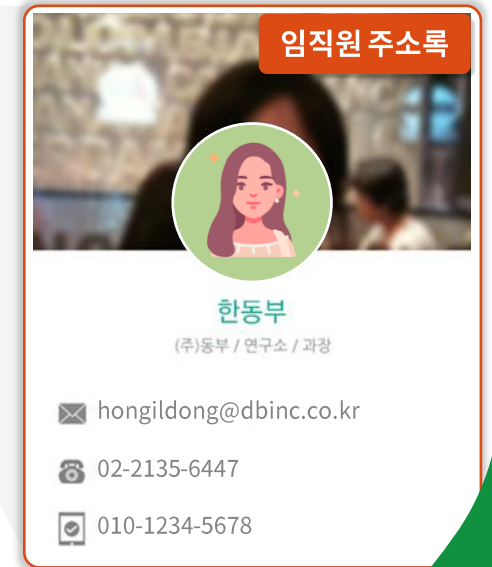 임직원 주소록
한동부
(주)동부 / 연구소 / 과장
hongildong@dbinc.co.kr
02-2135-6447
010-1234-5678